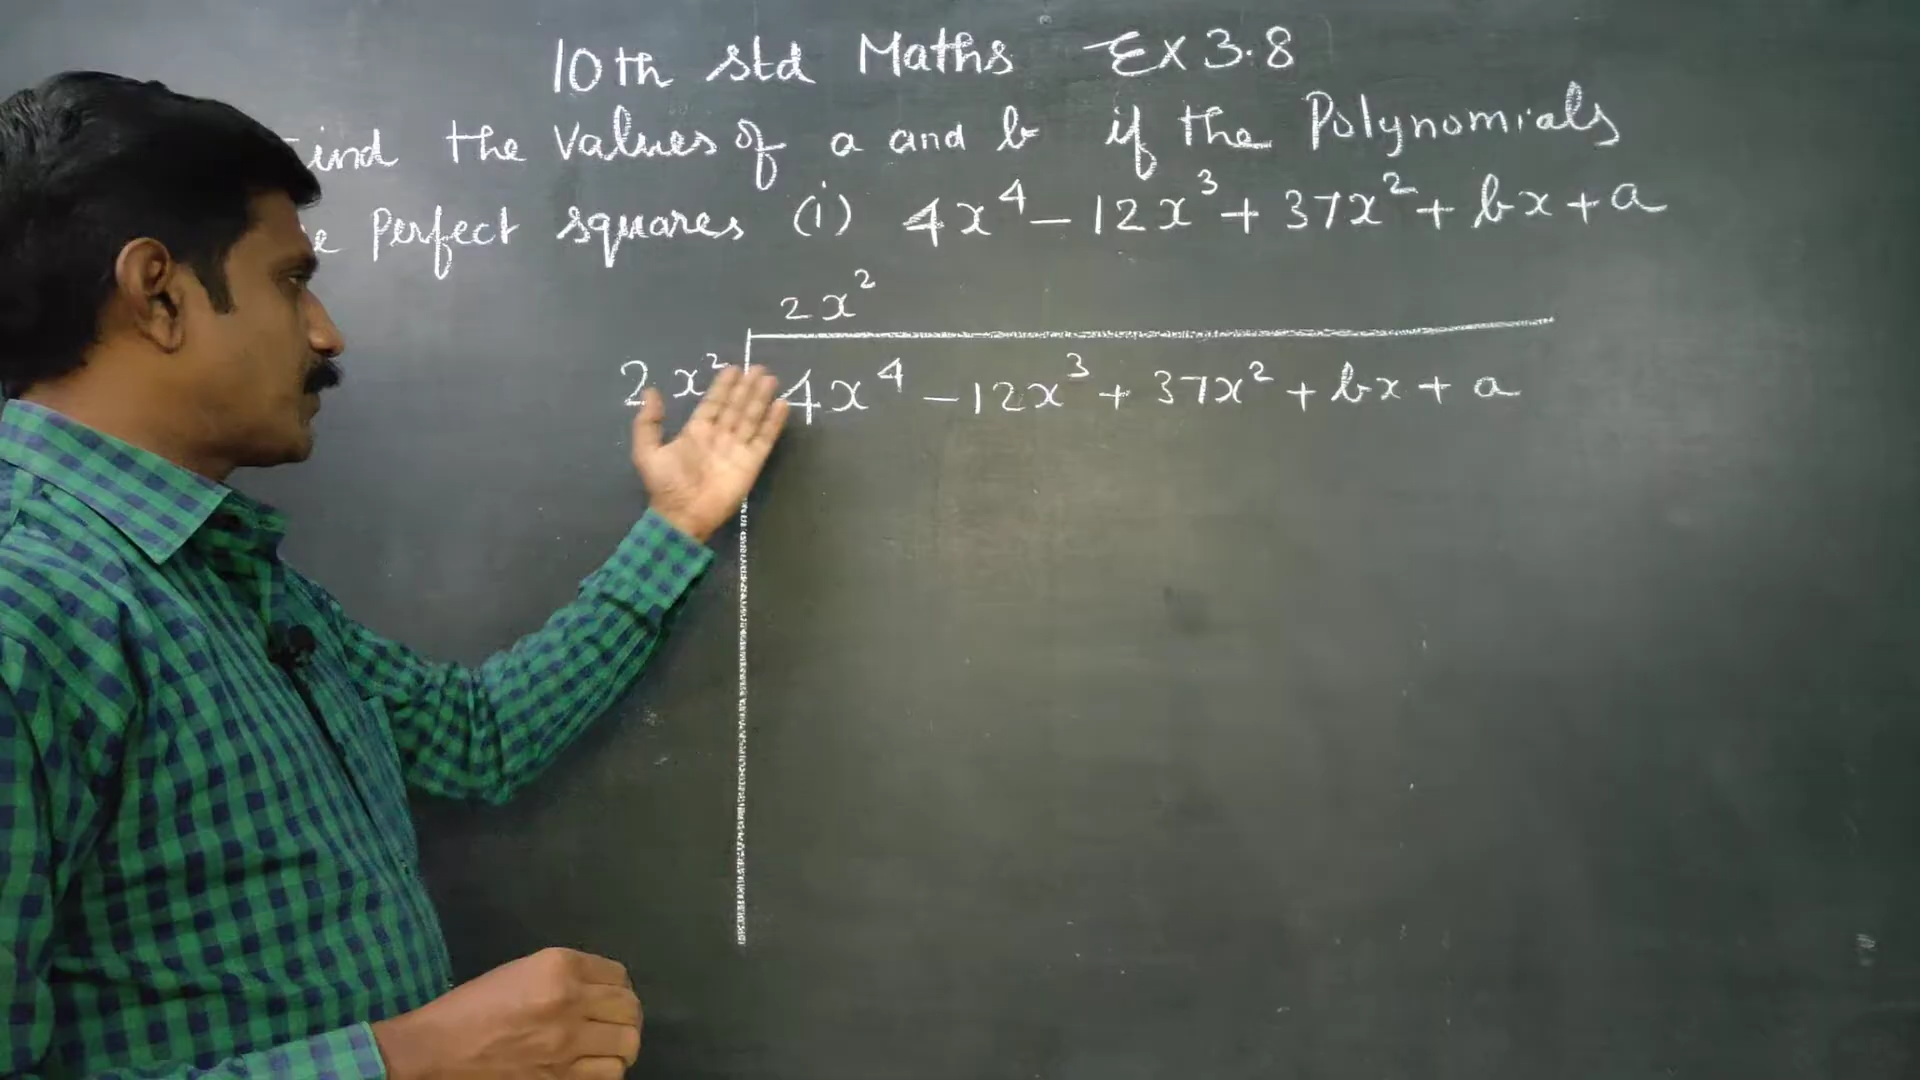 10th std Maths Ex 3.8
ind the values of a and b if the Polynomials
e Perfect squares (i) 4x⁴ - 12x³ + 37x² + bx + a
2x²
2x² 4x⁴ - 12x³ + 37x² + bx + a